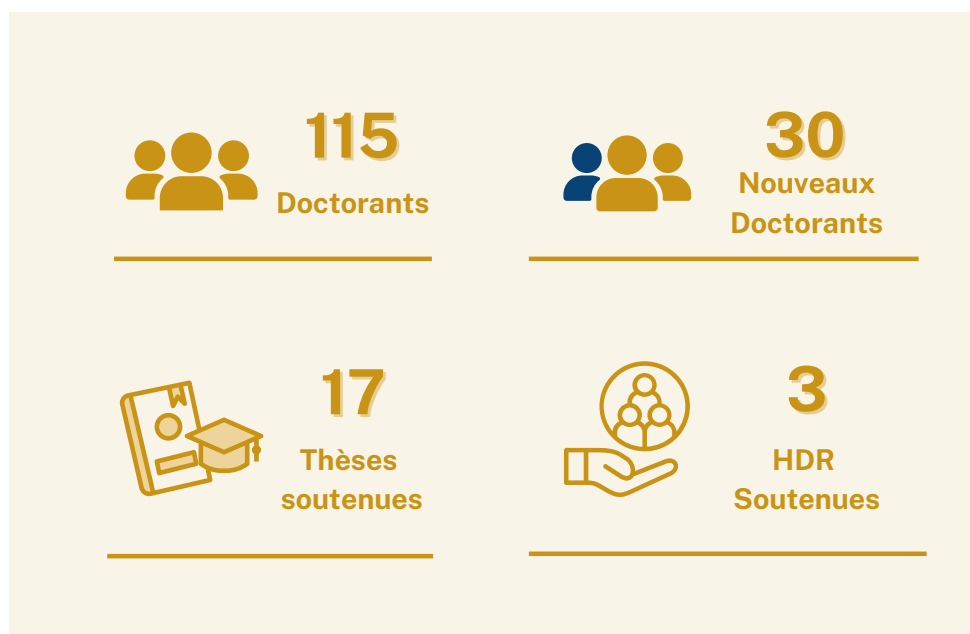 115
Doctorants
30
Nouveaux
Doctorants
17
Thèses
soutenues
3
HDR
Soutenues